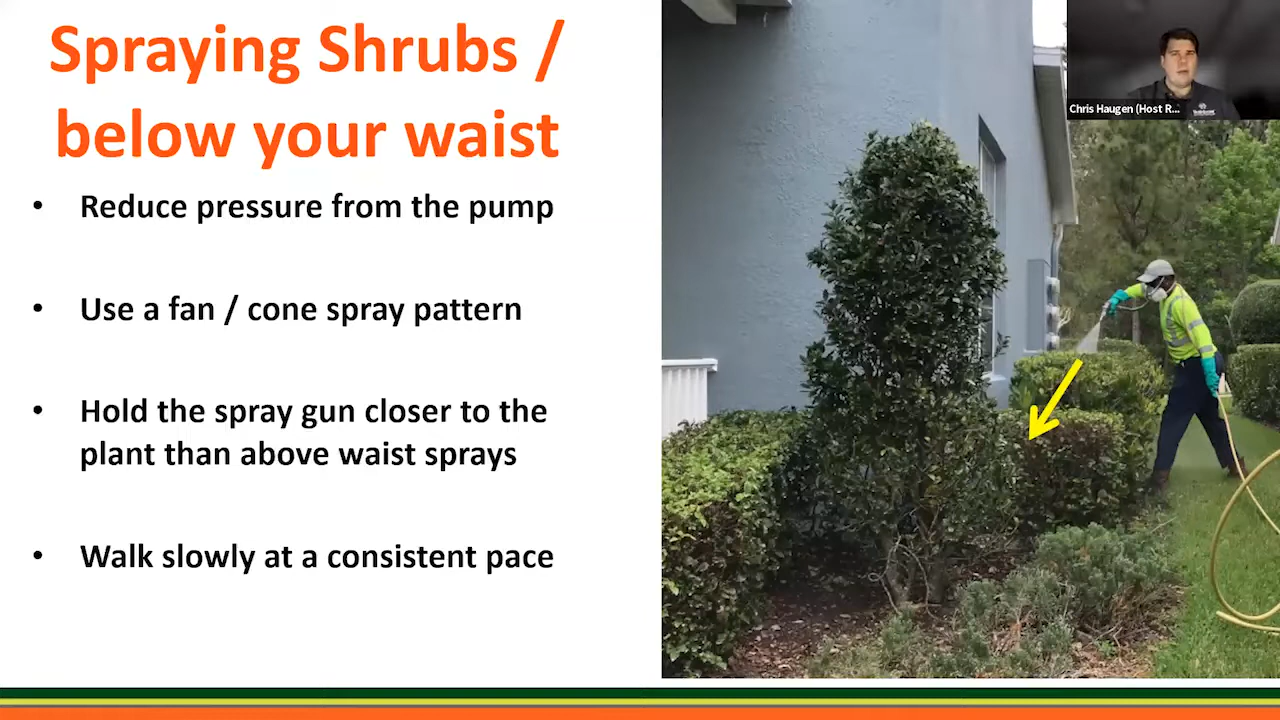 Spraying Shrubs /
below your waist
• Reduce pressure from the pump
• Use a fan / cone spray pattern
• Hold the spray gun closer to the
plant than above waist sprays
• Walk slowly at a consistent pace
Chris Haugen (Host R...